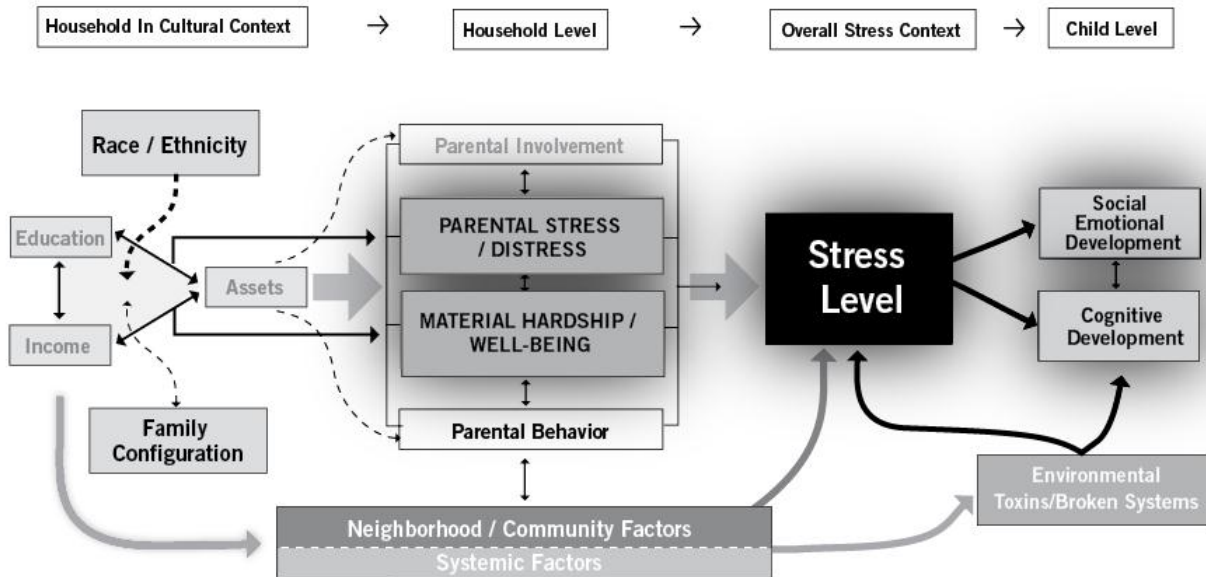 Household In Cultural Context
Household Level
Overall Stress Context
Child Level
Race / Ethnicity
Education
Income
Assets
Family
Configuration
Parental Involvement
PARENTAL STRESS
/ DISTRESS
MATERIAL HARDSHIP /
WELL-BEING
Parental Behavior
Stress
Level
Social
Emotional
Development
Cognitive
Development
Environmental
Toxins/Broken Systems
Neighborhood / Community Factors
Systemic Factors